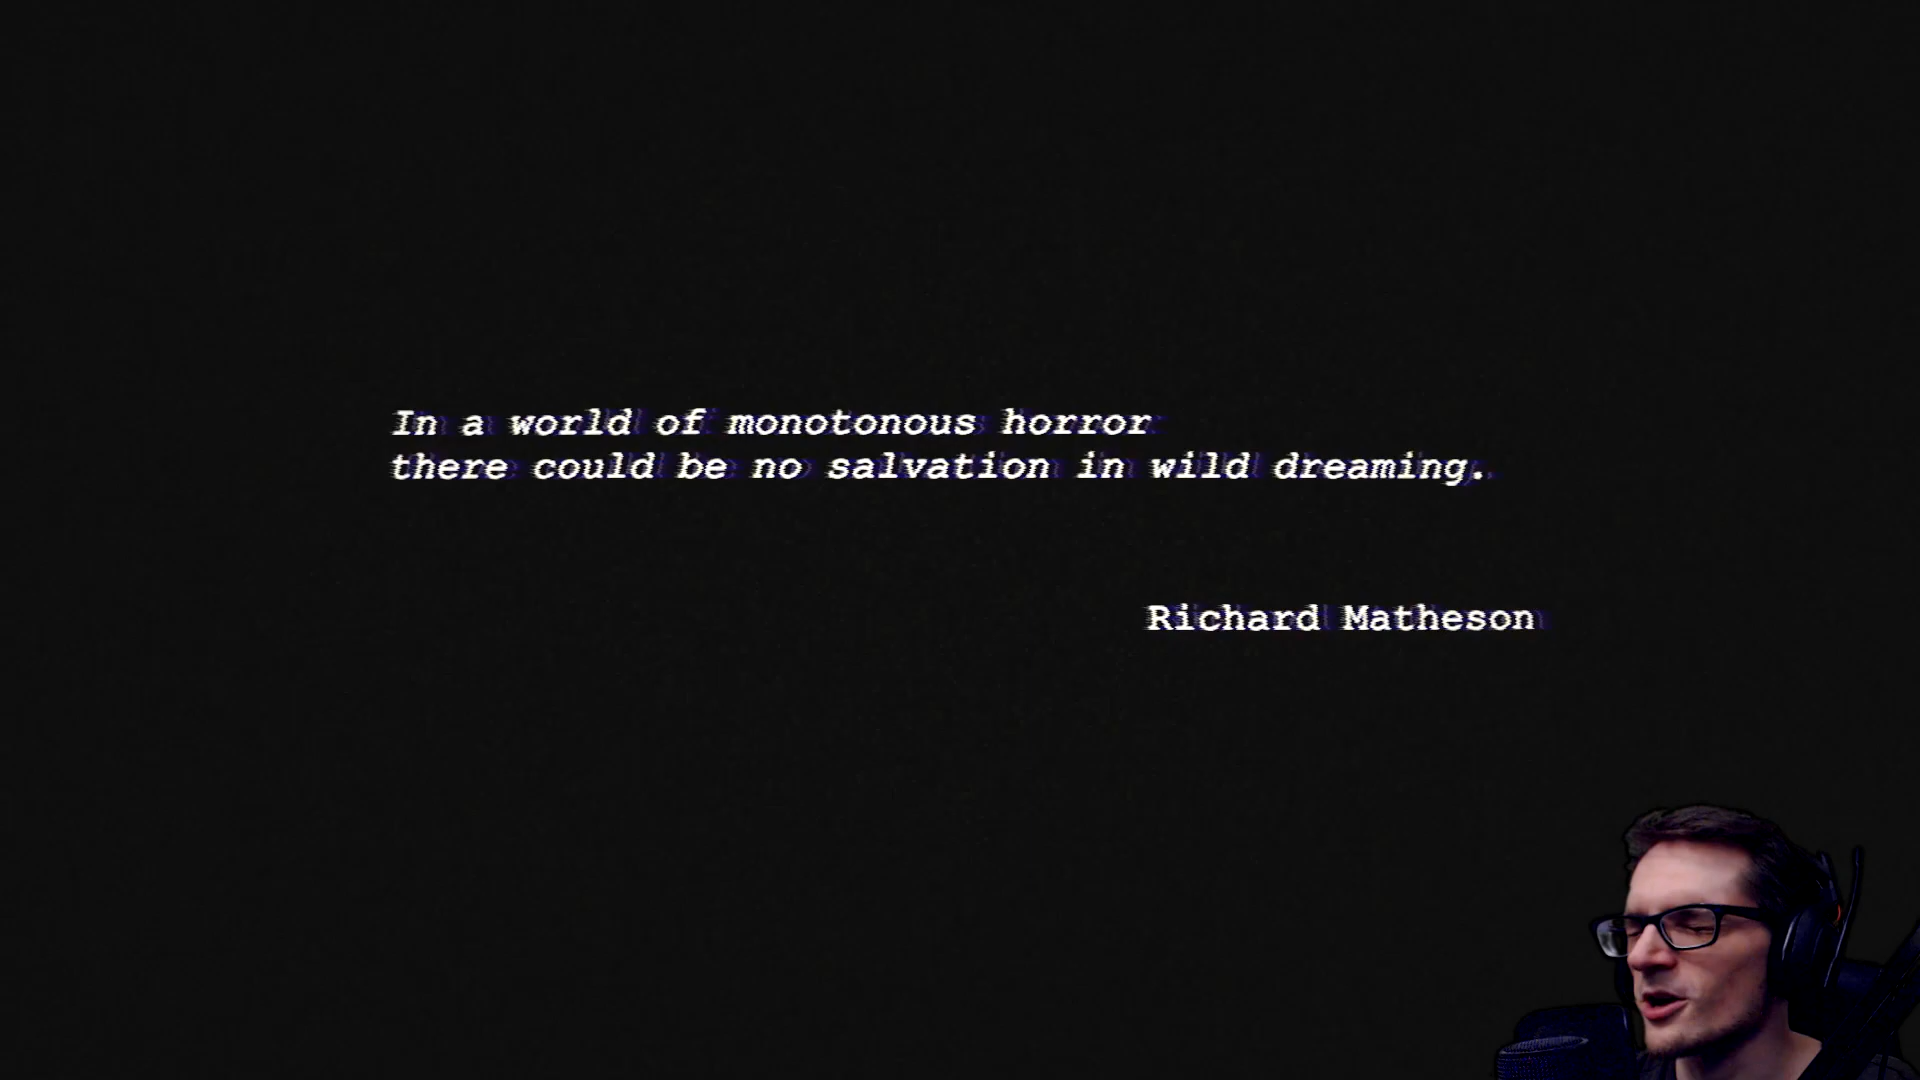 In a world of monotonous horror
there could be no salvation in wild dreaming.
Richard Matheson